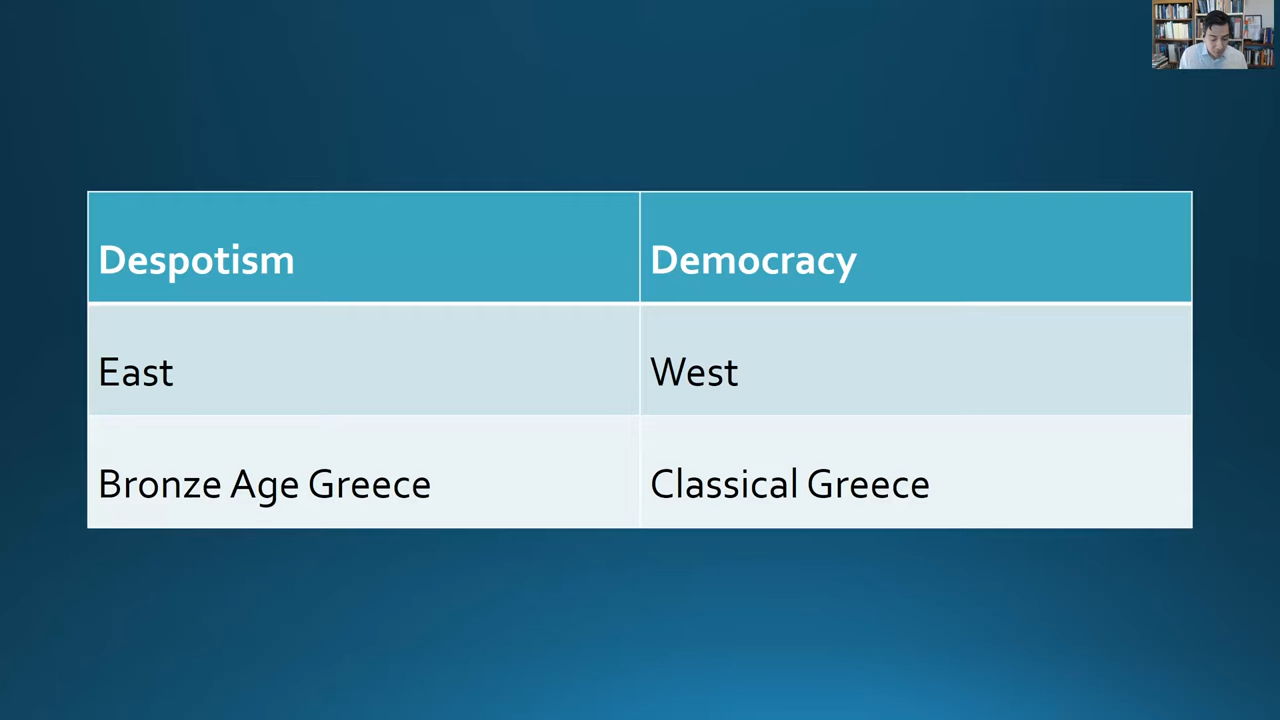 Despotism
Democracy
East
West
Bronze Age Greece
Classical Greece